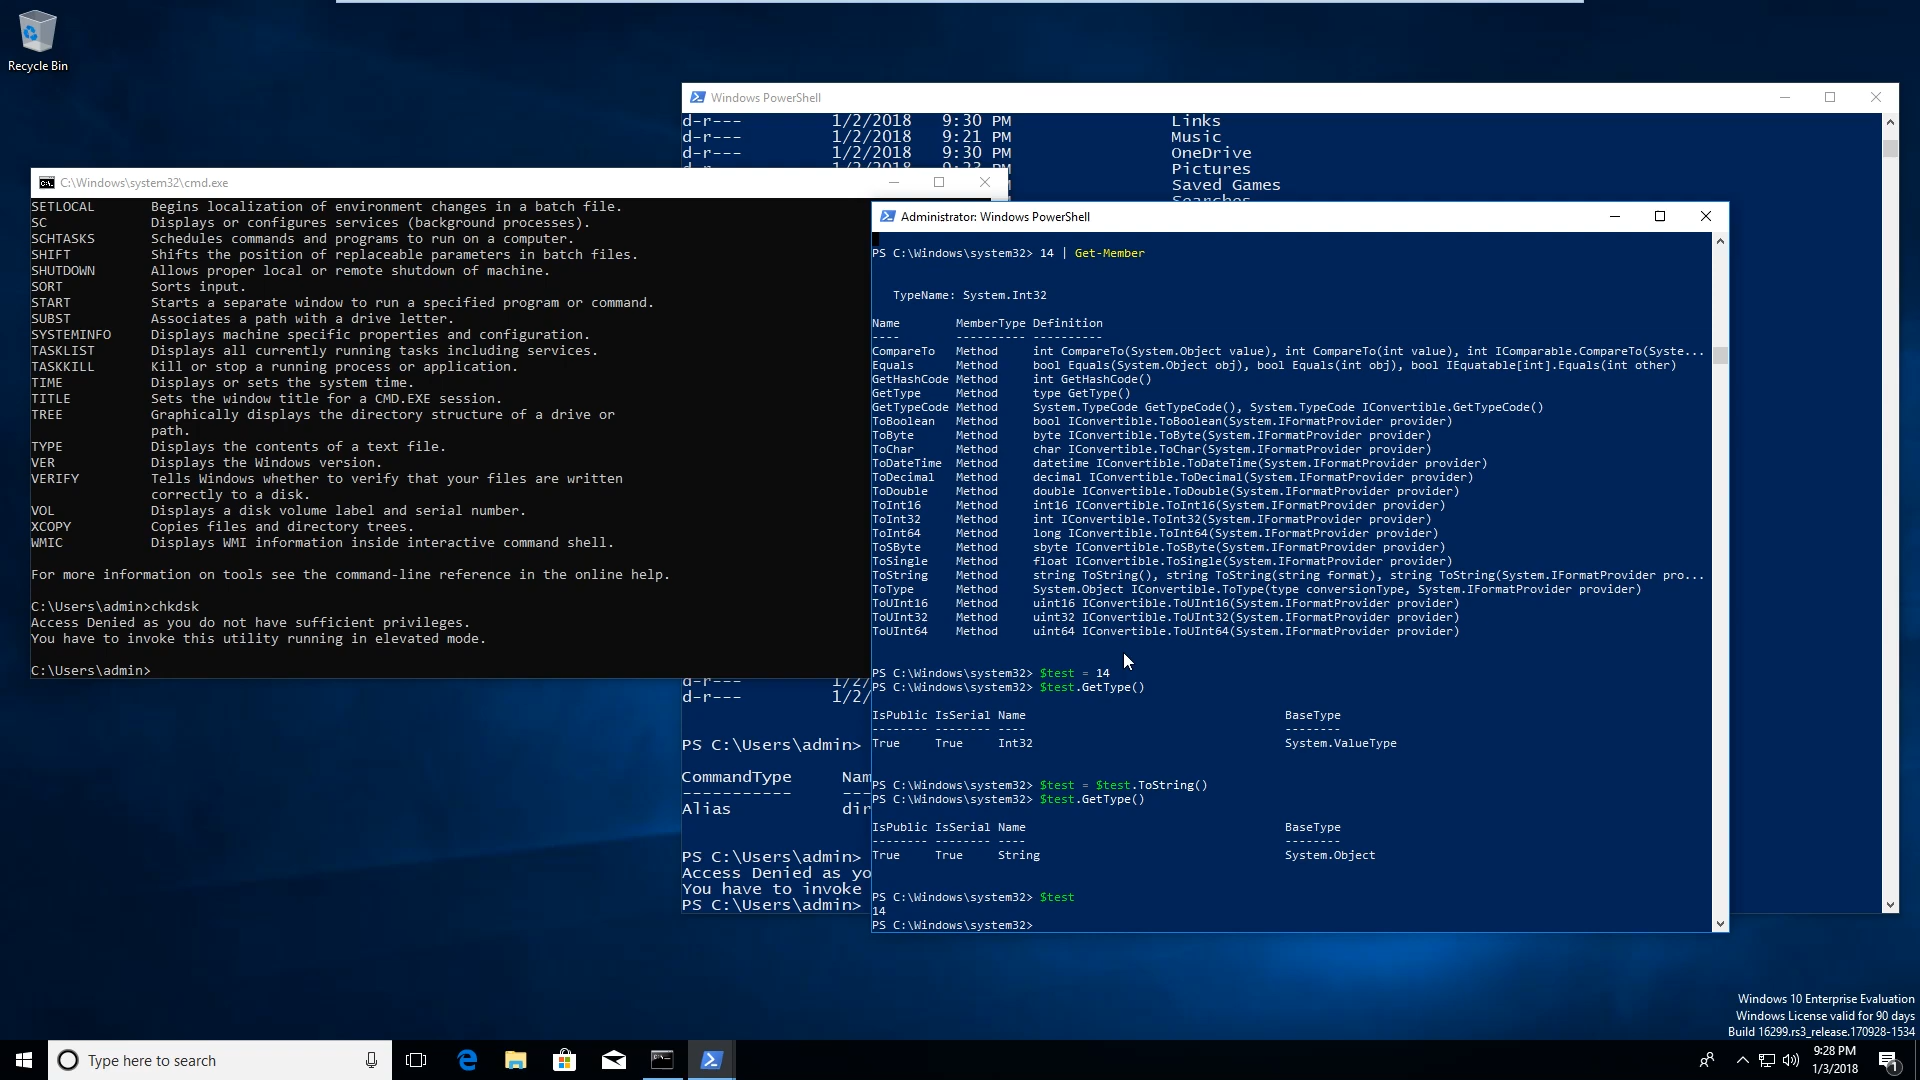 Recycle Bin
Windows PowerShell
d-r--- 1/2/2018 9:30 PM Links
d-r--- 1/2/2018 9:21 PM Music
d-r--- 1/2/2018 9:30 PM OneDrive
Pictures
Saved Games
C:\Windows\system32\cmd.exe
SETLOCAL Begins localization of environment changes in a batch file.
SC Displays or configures services (background processes).
SCHTASKS Schedules commands and programs to run on a computer.
SHIFT Shifts the position of replaceable parameters in batch files.
SHUTDOWN Allows proper local or remote shutdown of machine.
SORT Sorts input.
START Starts a separate window to run a specified program or command.
SUBST Associates a path with a drive letter.
SYSTEMINFO Displays machine specific properties and configuration.
TASKLIST Displays all currently running tasks including services.
TASKKILL Kill or stop a running process or application.
TIME Displays or sets the system time.
TITLE Sets the window title for a CMD.EXE session.
TREE Graphically displays the directory structure of a drive or
path.
TYPE Displays the contents of a text file.
VER Displays the Windows version.
VERIFY Tells Windows whether to verify that your files are written
correctly to a disk.
VOL Displays a disk volume label and serial number.
XCOPY Copies files and directory trees.
WMIC Displays WMI information inside interactive command shell.
For more information on tools see the command-line reference in the online help.
C:\Users\admin>chkdsk
Access Denied as you do not have sufficient privileges.
You have to invoke this utility running in elevated mode.
C:\Users\admin>
d-r--- 1/2/
d-r--- 1/2/
PS C:\Users\admin>
CommandType Nam
----------- ---
Alias dir
PS C:\Users\admin>
Access Denied as yo
You have to invoke
PS C:\Users\admin>
Administrator: Windows PowerShell
PS C:\Windows\system32> 14 | Get-Member
TypeName: System.Int32
Name MemberType Definition
---- ---------- ----------
CompareTo Method int CompareTo(System.Object value), int CompareTo(int value), int IComparable.CompareTo(Syste...
Equals Method bool Equals(System.Object obj), bool Equals(int obj), bool IEquatable[int].Equals(int other)
GetHashCode Method int GetHashCode()
GetType Method type GetType()
GetTypeCode Method System.TypeCode GetTypeCode(), System.TypeCode IConvertible.GetTypeCode()
ToBoolean Method bool IConvertible.ToBoolean(System.IFormatProvider provider)
ToByte Method byte IConvertible.ToByte(System.IFormatProvider provider)
ToChar Method char IConvertible.ToChar(System.IFormatProvider provider)
ToDateTime Method datetime IConvertible.ToDateTime(System.IFormatProvider provider)
ToDecimal Method decimal IConvertible.ToDecimal(System.IFormatProvider provider)
ToDouble Method double IConvertible.ToDouble(System.IFormatProvider provider)
ToInt16 Method int16 IConvertible.ToInt16(System.IFormatProvider provider)
ToInt32 Method int IConvertible.ToInt32(System.IFormatProvider provider)
ToInt64 Method long IConvertible.ToInt64(System.IFormatProvider provider)
ToSByte Method sbyte IConvertible.ToSByte(System.IFormatProvider provider)
ToSingle Method float IConvertible.ToSingle(System.IFormatProvider provider)
ToString Method string ToString(), string ToString(string format), string ToString(System.IFormatProvider pro...
ToType Method System.Object IConvertible.ToType(type conversionType, System.IFormatProvider provider)
ToUInt16 Method uint16 IConvertible.ToUInt16(System.IFormatProvider provider)
ToUInt32 Method uint32 IConvertible.ToUInt32(System.IFormatProvider provider)
ToUInt64 Method uint64 IConvertible.ToUInt64(System.IFormatProvider provider)
PS C:\Windows\system32> $test = 14
PS C:\Windows\system32> $test.GetType()
IsPublic IsSerial Name BaseType
-------- -------- ---- --------
True True Int32 System.ValueType
PS C:\Windows\system32> $test = $test.ToString()
PS C:\Windows\system32> $test.GetType()
IsPublic IsSerial Name BaseType
-------- -------- ---- --------
True True String System.Object
PS C:\Windows\system32> $test
14
PS C:\Windows\system32>
Windows 10 Enterprise Evaluation
Windows License valid for 90 days
Build 16299.rs3_release.170928-1534
Type here to search
9:28 PM
1/3/2018
1